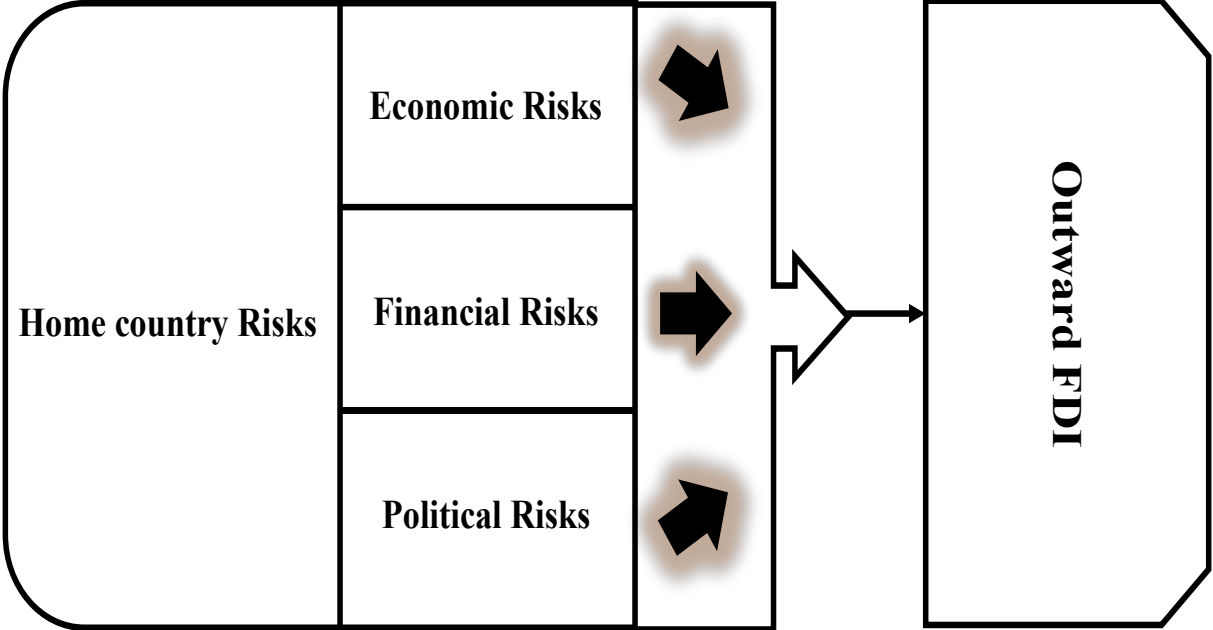 Home country Risks
Economic Risks
Financial Risks
Political Risks
Outward FDI